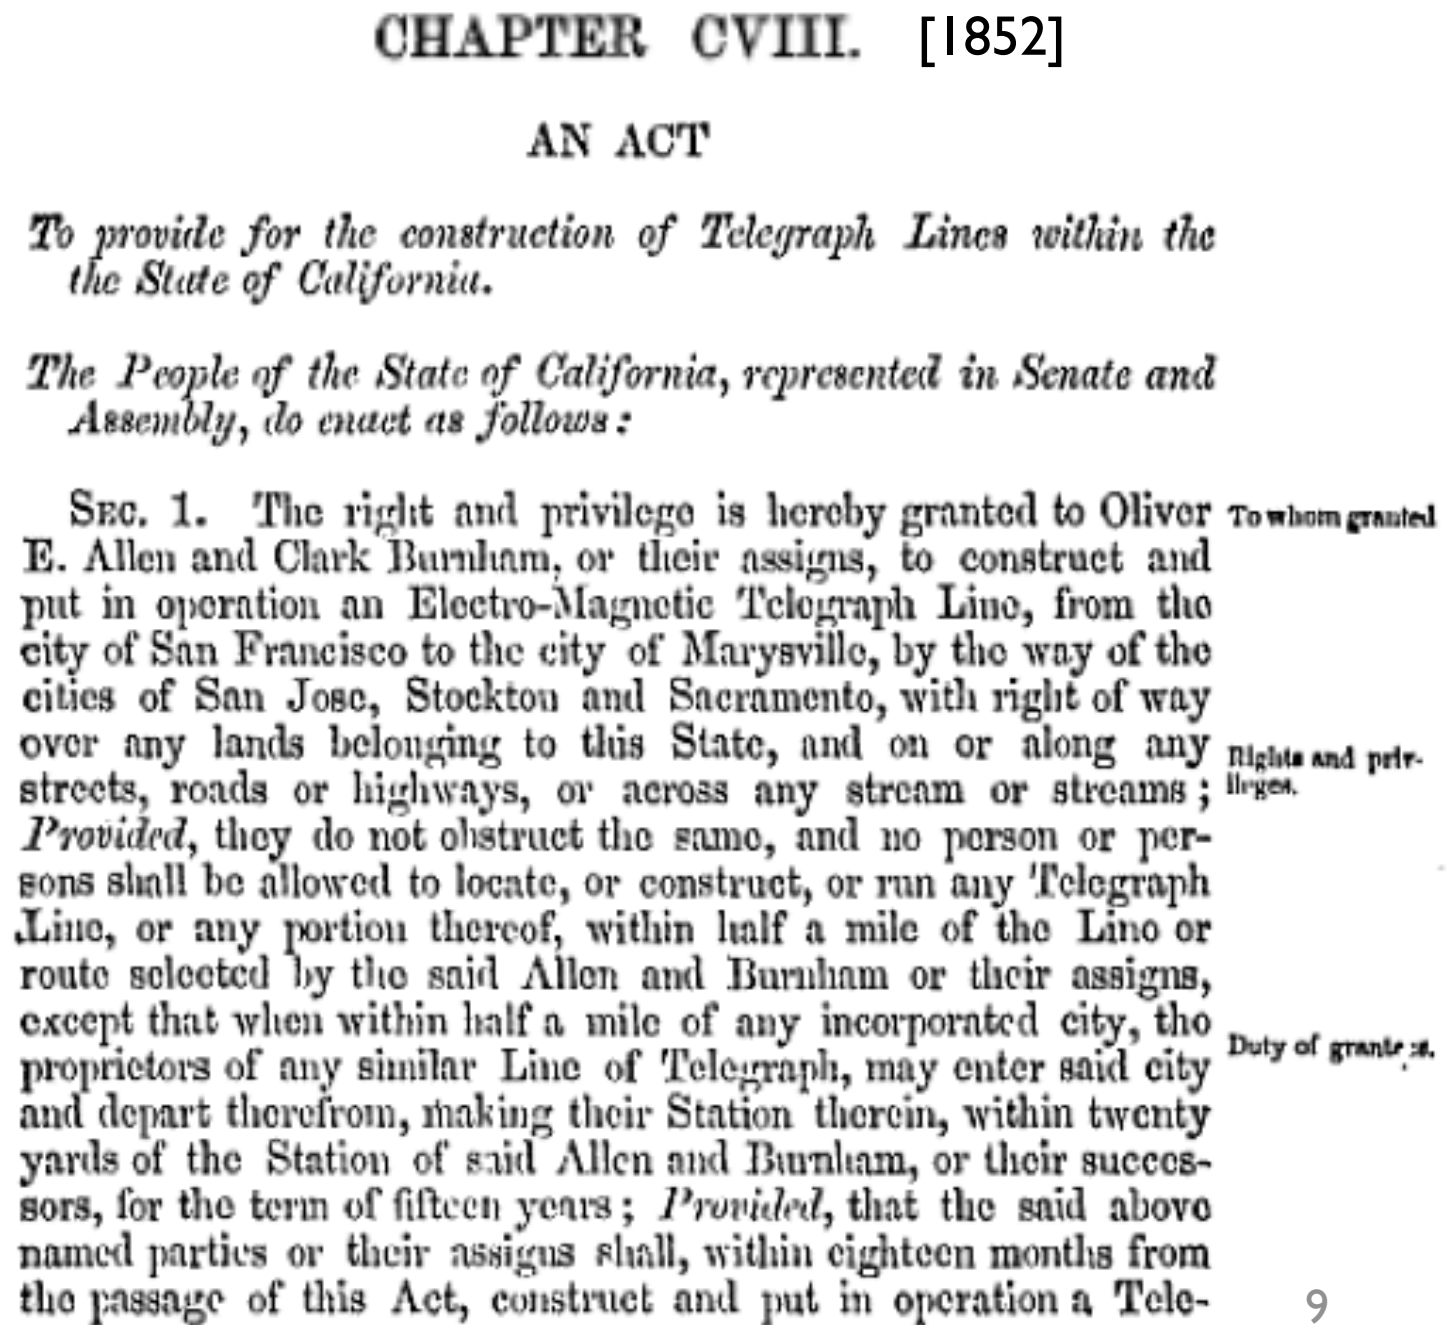 CHAPTER CVIII. [1852]
AN ACT
To provide for the construction of Telegraph Lines within the
the State of California.
The People of the State of California, represented in Senate and
Assembly, do enact as follows:
SEC. 1. The right and privilege is hereby granted to Oliver
To whom granted
E. Allen and Clark Burnham, or their assigns, to construct and
put in operation an Electro-Magnetic Telegraph Line, from the
city of San Francisco to the city of Marysville, by the way of the
cities of San Jose, Stockton and Sacramento, with right of way
over any lands belonging to this State, and on or along any
Rights and priv-
streets, roads or highways, or across any stream or streams;
ileges.
Provided, they do not obstruct the same, and no person or per-
sons shall be allowed to locate, or construct, or run any Telegraph
Line, or any portion thereof, within half a mile of the Line or
route selected by the said Allen and Burnham or their assigns,
except that when within half a mile of any incorporated city, the
Duty of grantees.
proprietors of any similar Line of Telegraph, may enter said city
and depart therefrom, making their Station therein, within twenty
yards of the Station of said Allen and Burnham, or their succes-
sors, for the term of fifteen years; Provided, that the said above
named parties or their assigns shall, within eighteen months from
the passage of this Act, construct and put in operation a Tele-
9